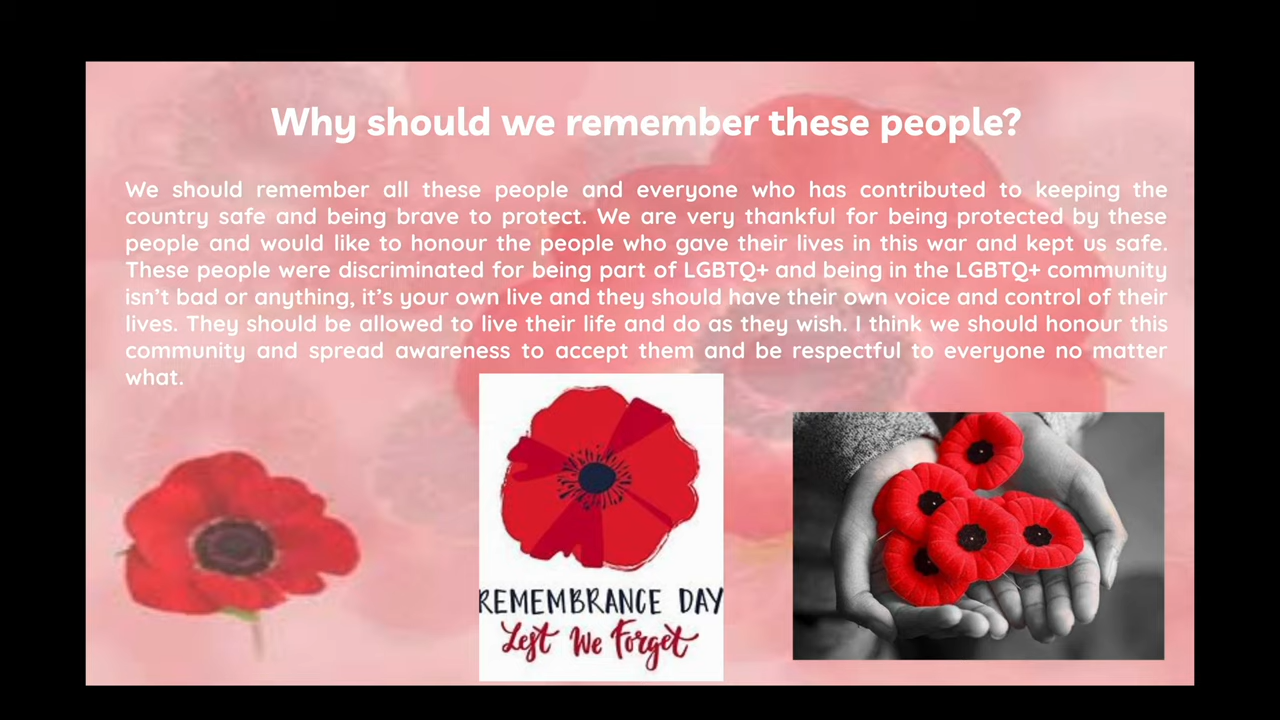 Why should we remember these people?
We should remember all these people and everyone who has contributed to keeping the
country safe and being brave to protect. We are very thankful for being protected by these
people and would like to honour the people who gave their lives in this war and kept us safe.
These people were discriminated for being part of LGBTQ+ and being in the LGBTQ+ community
isn't bad or anything, it's your own live and they should have their own voice and control of their
lives. They should be allowed to live their life and do as they wish. I think we should honour this
community and spread awareness to accept them and be respectful to everyone no matter
what.
REMEMBRANCE DAY
Lest We Forget